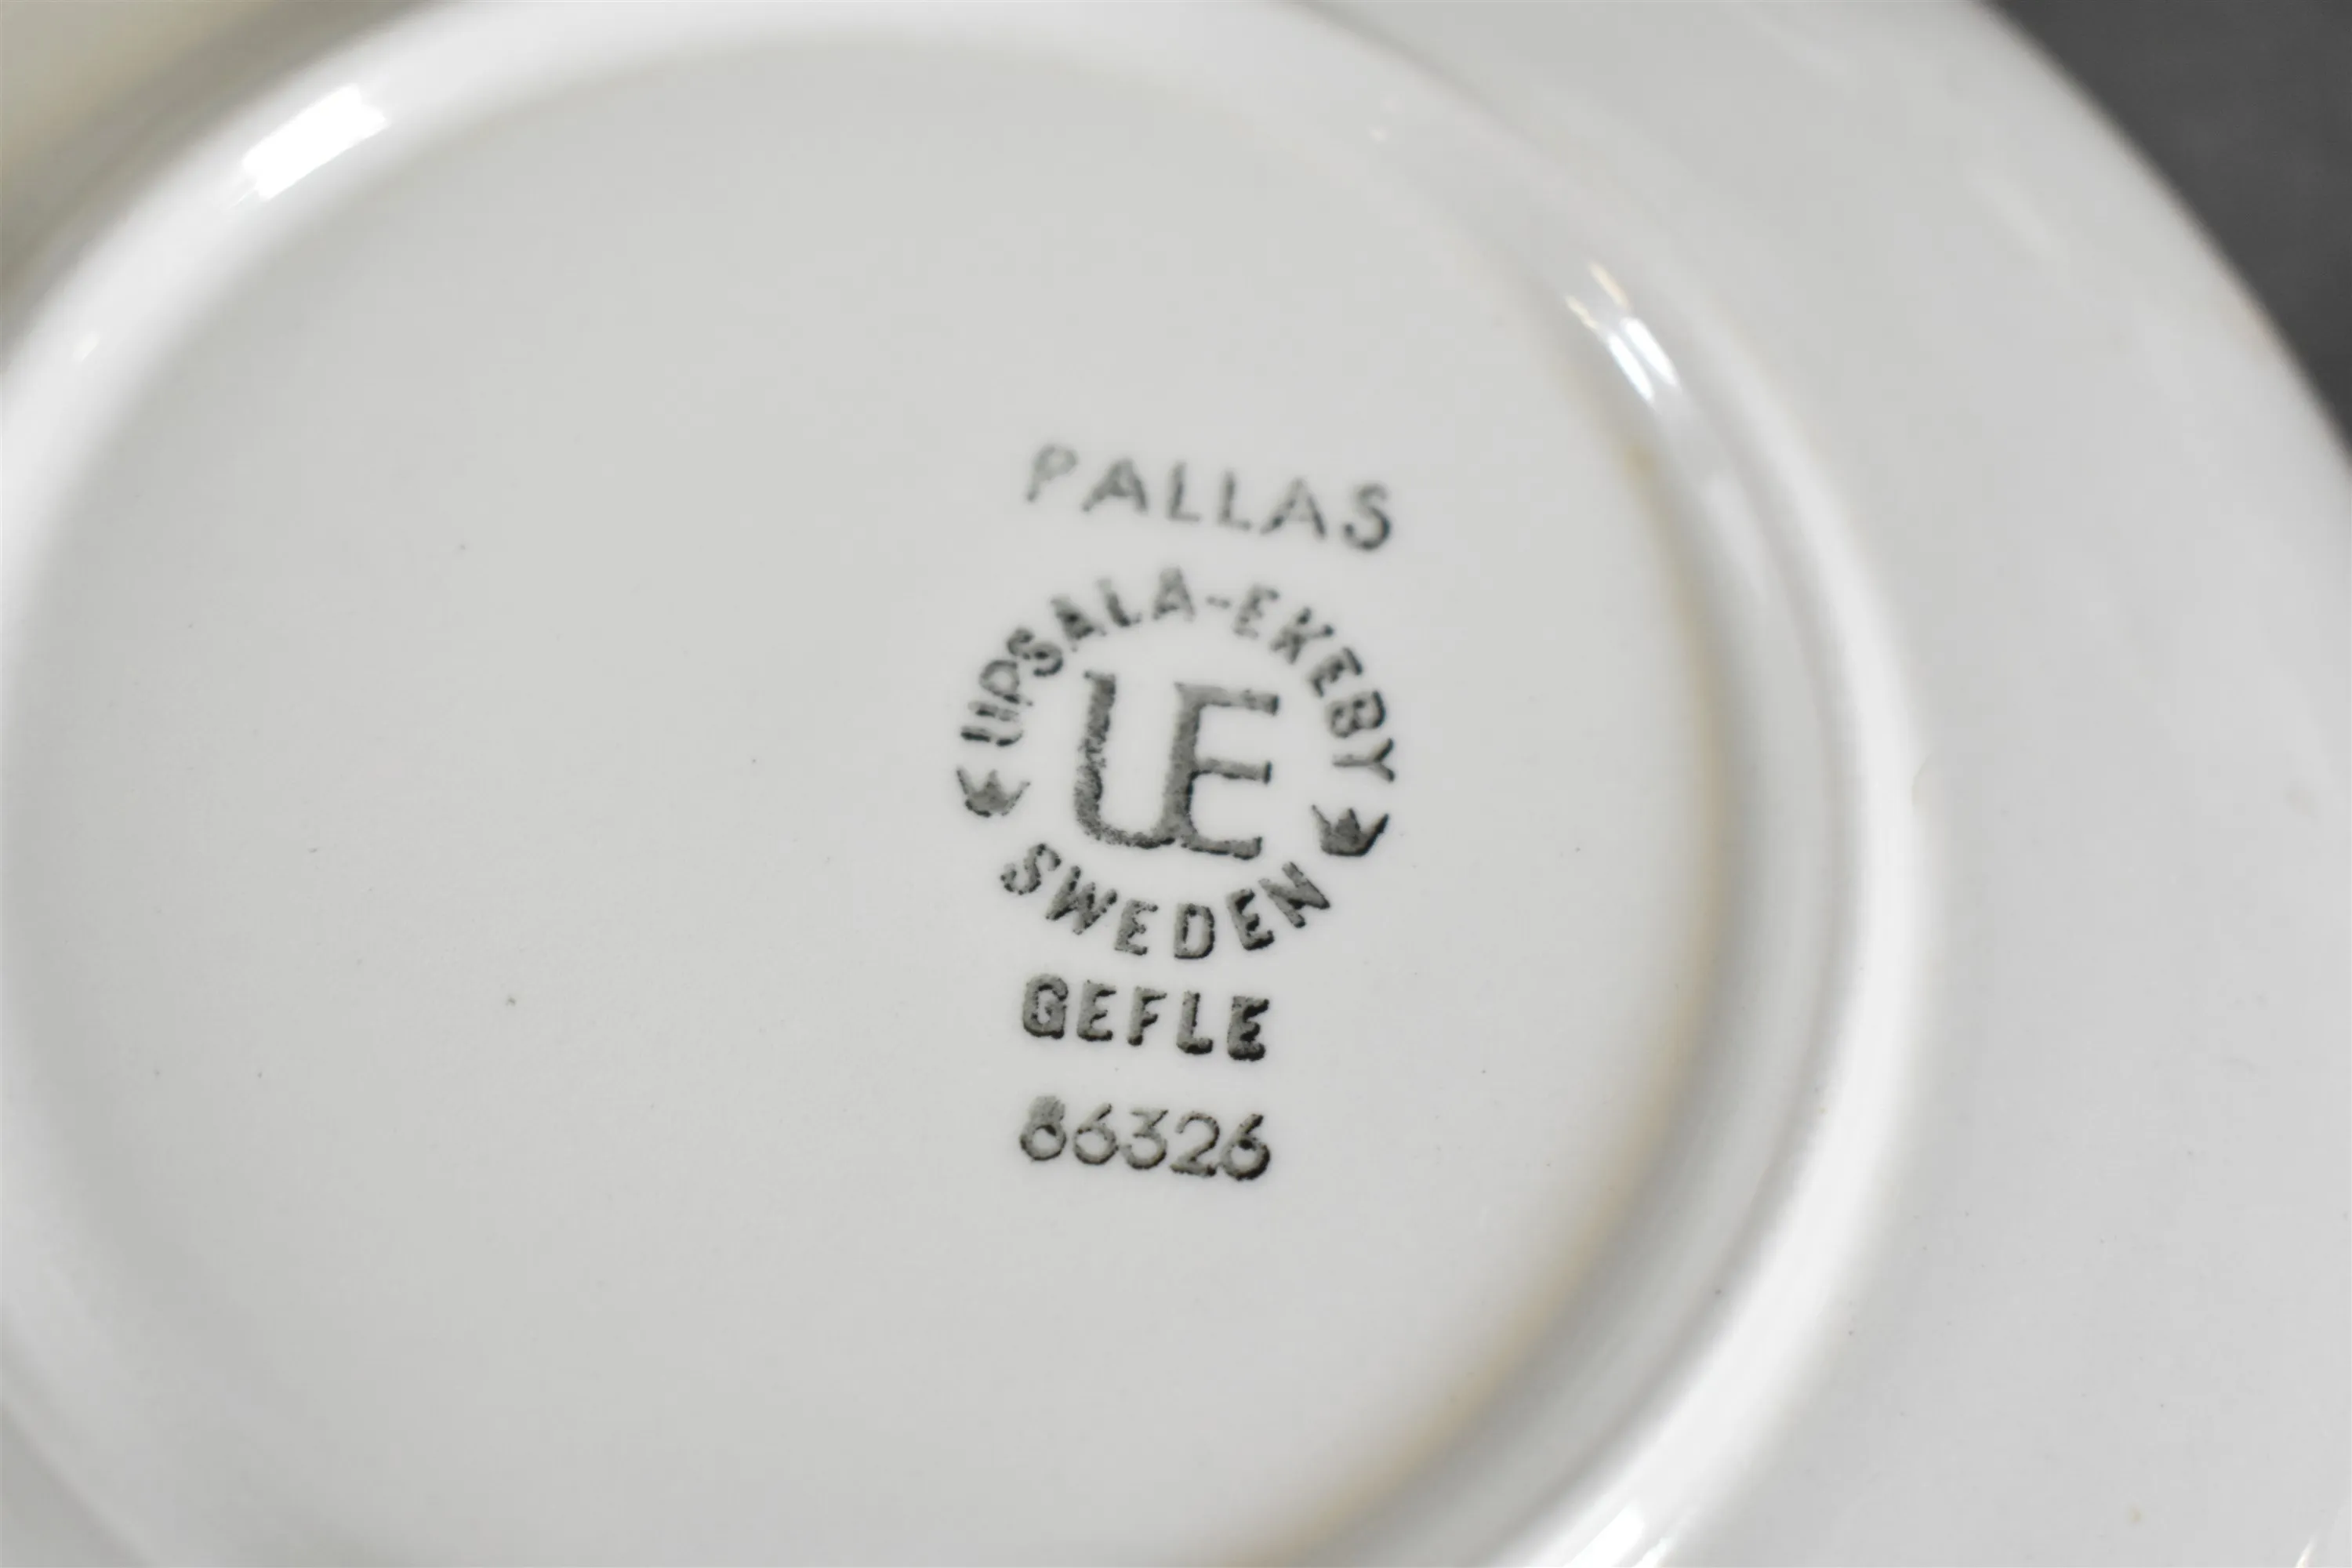 PALLAS
UPSALA-EKEBY
UE
SWEDEN
GEFLE
86326